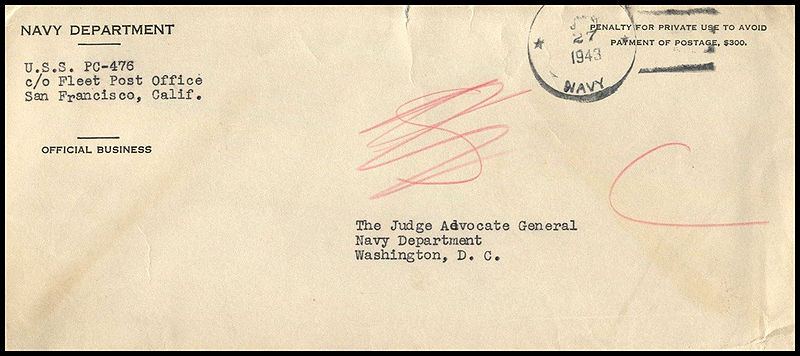 NAVY DEPARTMENT
U.S.S. PC-476
c/o Fleet Post Office
San Francisco, Calif.
OFFICIAL BUSINESS
27
1943
NAVY
PENALTY FOR PRIVATE USE TO AVOID
PAYMENT OF POSTAGE, $300.
S
C
The Judge Advocate General
Navy Department
Washington, D. C.